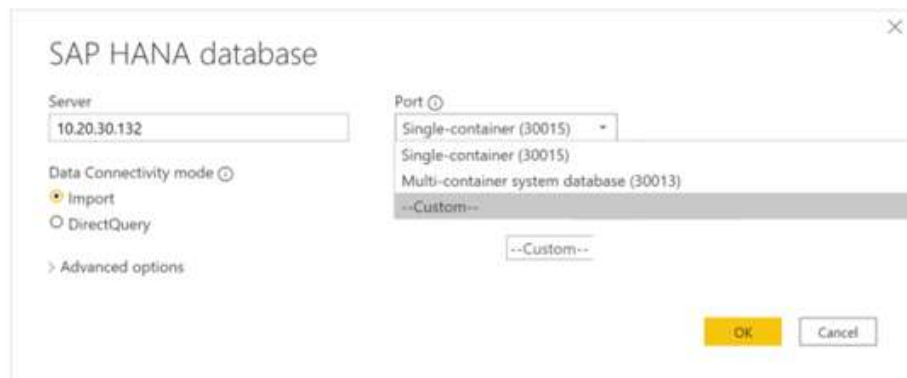 SAP HANA database
Server
10.20.30.132
Data Connectivity mode
Import
DirectQuery
Advanced options
Port
Single-container (30015)
Single-container (30015)
Multi-container system database (30013)
--Custom--
--Custom--
OK
Cancel